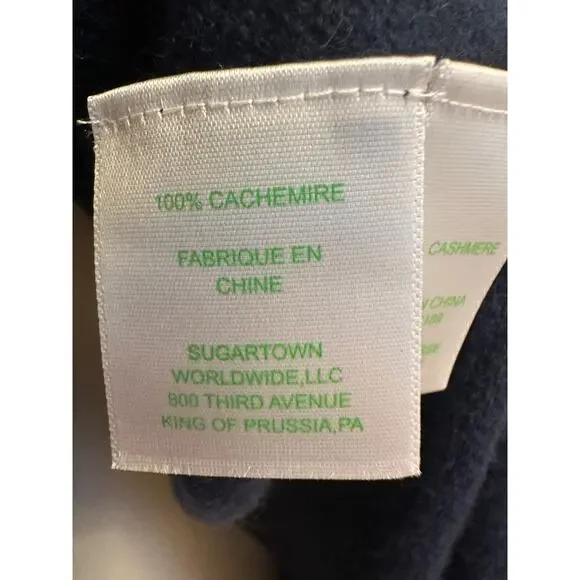 100% CACHEMIRE
FABRIQUE EN
CHINE
SUGARTOWN
WORLDWIDE,LLC
800 THIRD AVENUE
KING OF PRUSSIA,PA
CASHMERE
CHINA